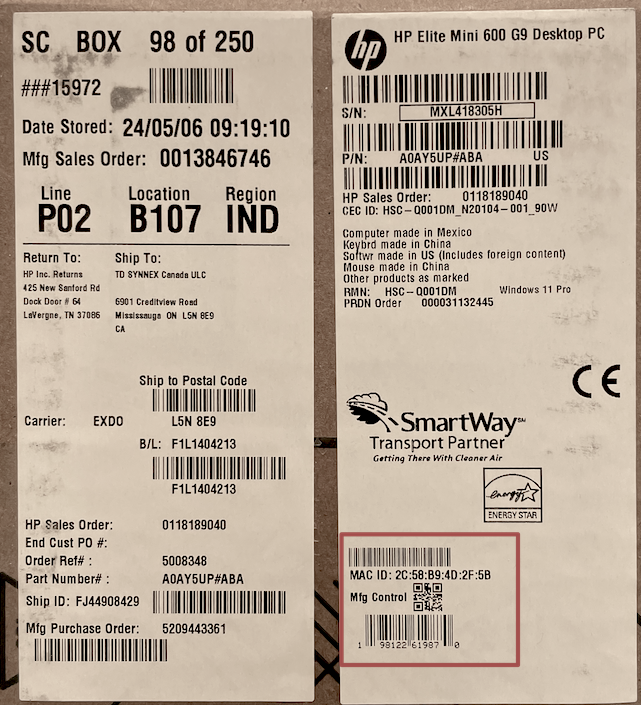 SC BOX 98 of 250
###15972
Date Stored: 24/05/06 09:19:10
Mfg Sales Order: 0013846746
Line Location Region
P02 B107 IND
Return To: Ship To:
HP Inc. Returns TD SYNNEX Canada ULC
425 New Sanford Rd
Dock Door # 64 6901 Creditview Road
LaVergne, TN 37086 Mississauga ON L5N 8E9
CA
Ship to Postal Code
Carrier: EXDO L5N 8E9
B/L: F1L1404213
F1L1404213
HP Sales Order: 0118189040
End Cust PO #:
Order Ref# : 5008348
Part Number# : A0AY5UP#ABA
Ship ID: FJ44908429
Mfg Purchase Order: 5209443361
hp HP Elite Mini 600 G9 Desktop PC
S/N: MXL418305H
P/N: A0AY5UP#ABA US
HP Sales Order: 0118189040
CEC ID: HSC-Q001DM_N20104-001_90W
Computer made in Mexico
Keybrd made in China
Softwr made in US (Includes foreign content)
Mouse made in China
Other products as marked
RMN: HSC-Q001DM Windows 11 Pro
PRDN Order 000031132445
CE
SmartWay SM
Transport Partner
Getting There With Cleaner Air
energy
ENERGY STAR
MAC ID: 2C:58:B9:4D:2F:5B
Mfg Control
1 98122 61987 0